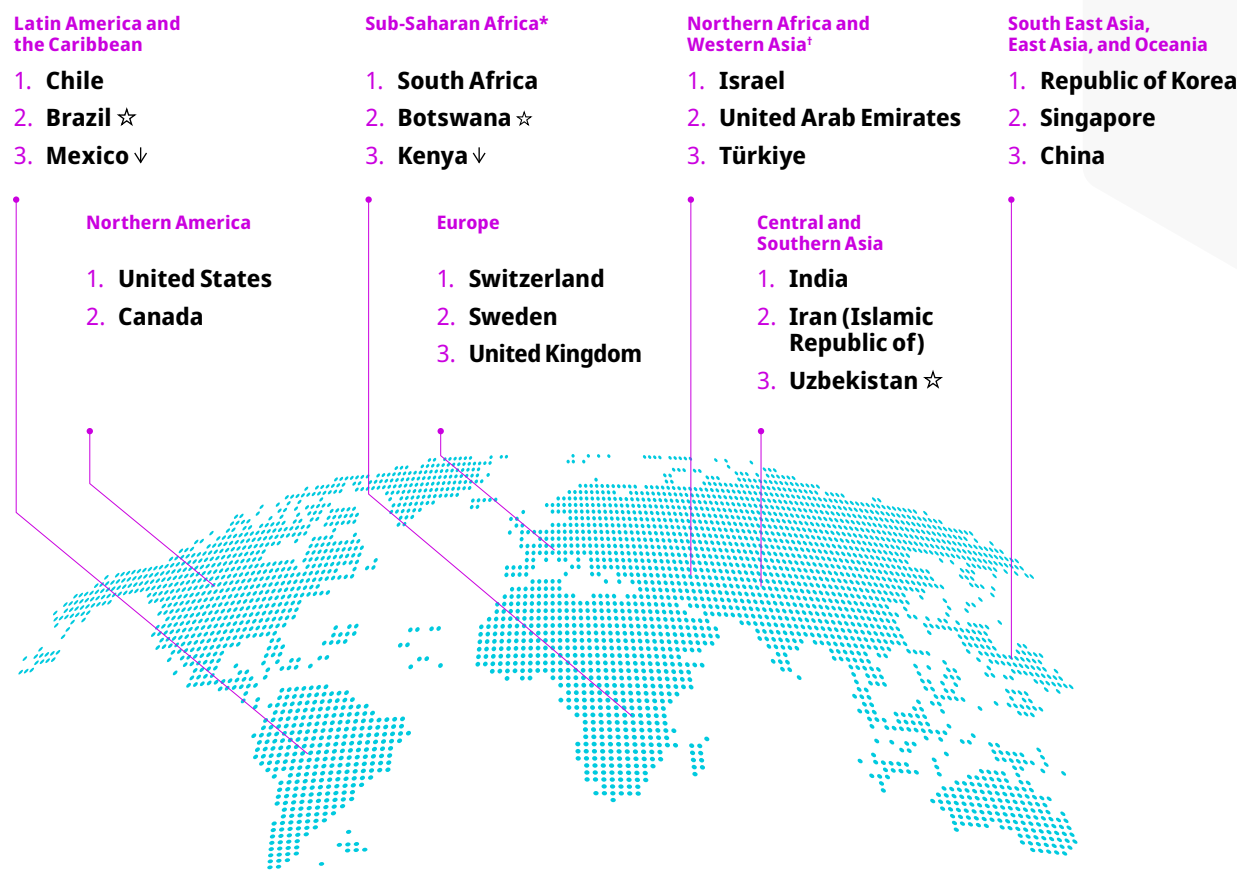 Latin America and
the Caribbean
1. Chile
2. Brazil ☆
3. Mexico ↓
Sub-Saharan Africa*
1. South Africa
2. Botswana ☆
3. Kenya ↓
Northern Africa and
Western Asia†
1. Israel
2. United Arab Emirates
3. Türkiye
South East Asia,
East Asia, and Oceania
1. Republic of Korea
2. Singapore
3. China
Northern America
1. United States
2. Canada
Europe
1. Switzerland
2. Sweden
3. United Kingdom
Central and
Southern Asia
1. India
2. Iran (Islamic
Republic of)
3. Uzbekistan ☆